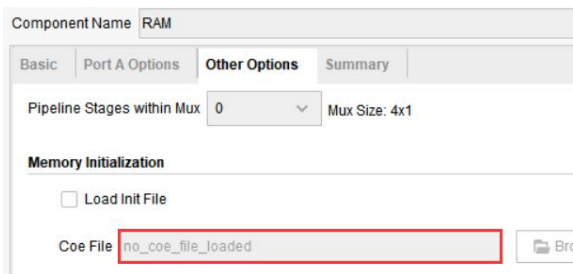 Component Name RAM
Basic Port A Options Other Options Summary
Pipeline Stages within Mux 0 Mux Size: 4x1
Memory Initialization
Load Init File
Coe File no_coe_file_loaded